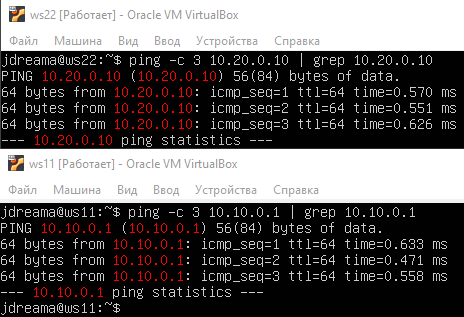 ws22 [Работает] - Oracle VM VirtualBox
Файл Машина Вид Ввод Устройства Справка
jdreama@ws22:~$ ping -c 3 10.20.0.10 | grep 10.20.0.10
PING 10.20.0.10 (10.20.0.10) 56(84) bytes of data.
64 bytes from 10.20.0.10: icmp_seq=1 ttl=64 time=0.570 ms
64 bytes from 10.20.0.10: icmp_seq=2 ttl=64 time=0.551 ms
64 bytes from 10.20.0.10: icmp_seq=3 ttl=64 time=0.626 ms
--- 10.20.0.10 ping statistics ---
ws11 [Работает] - Oracle VM VirtualBox
Файл Машина Вид Ввод Устройства Справка
jdreama@ws11:~$ ping -c 3 10.10.0.1 | grep 10.10.0.1
PING 10.10.0.1 (10.10.0.1) 56(84) bytes of data.
64 bytes from 10.10.0.1: icmp_seq=1 ttl=64 time=0.633 ms
64 bytes from 10.10.0.1: icmp_seq=2 ttl=64 time=0.471 ms
64 bytes from 10.10.0.1: icmp_seq=3 ttl=64 time=0.558 ms
--- 10.10.0.1 ping statistics ---
jdreama@ws11:~$